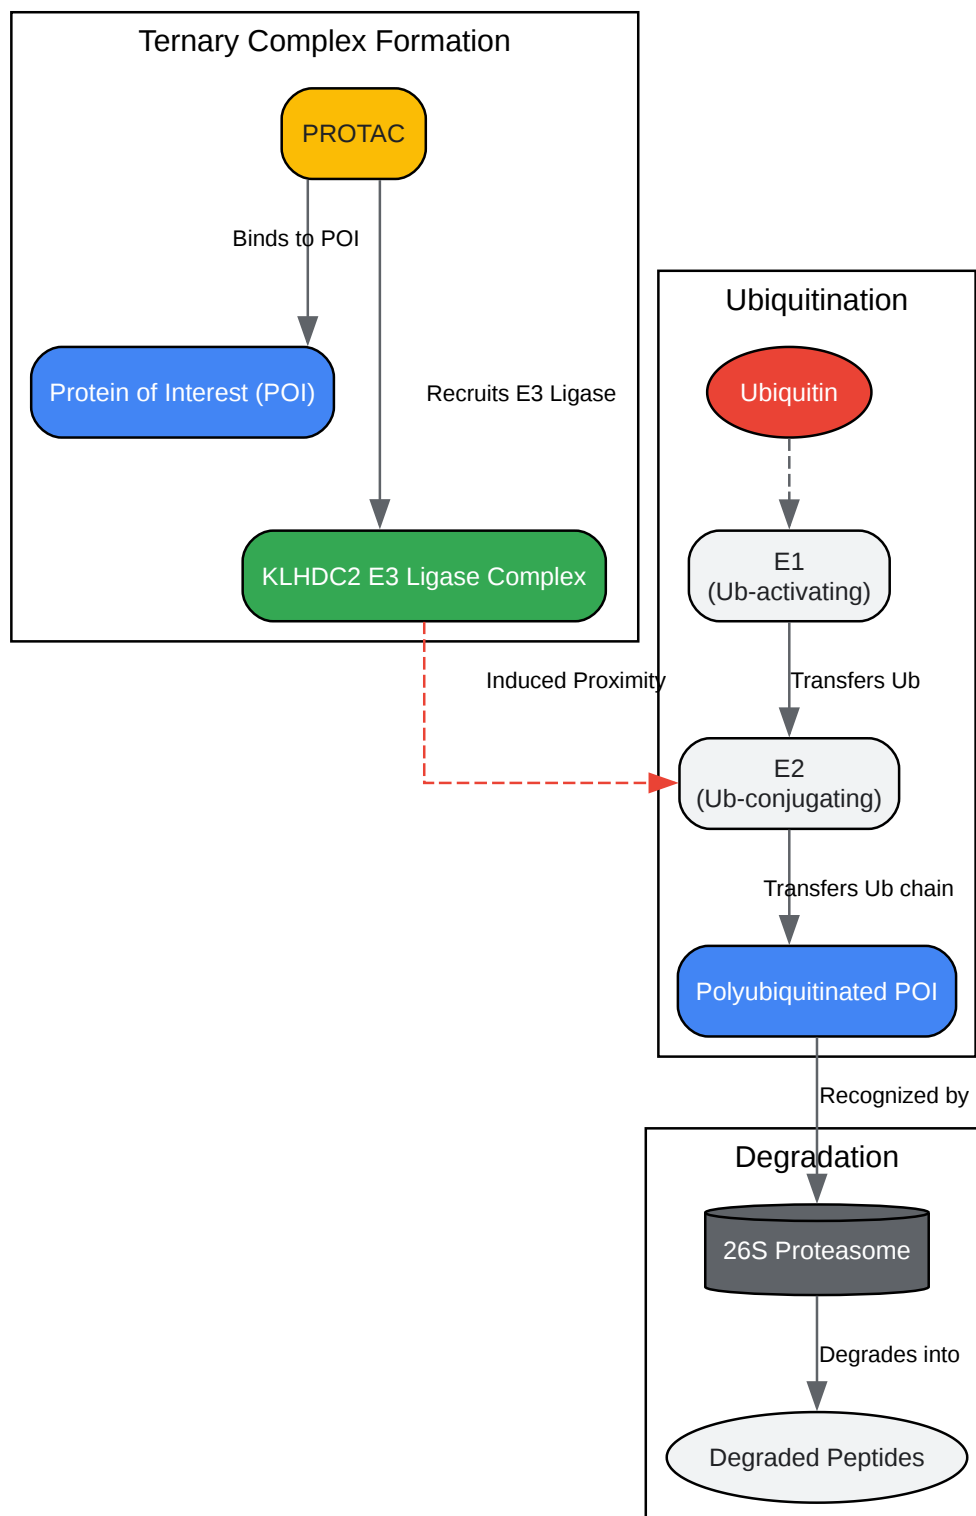 Ternary Complex Formation
PROTAC
Binds to POI
Protein of Interest (POI)
Recruits E3 Ligase
KLHDC2 E3 Ligase Complex
Induced Proximity
Ubiquitination
Ubiquitin
E1
(Ub-activating)
Transfers Ub
E2
(Ub-conjugating)
Transfers Ub chain
Polyubiquitinated POI
Recognized by
Degradation
26S Proteasome
Degrades into
Degraded Peptides